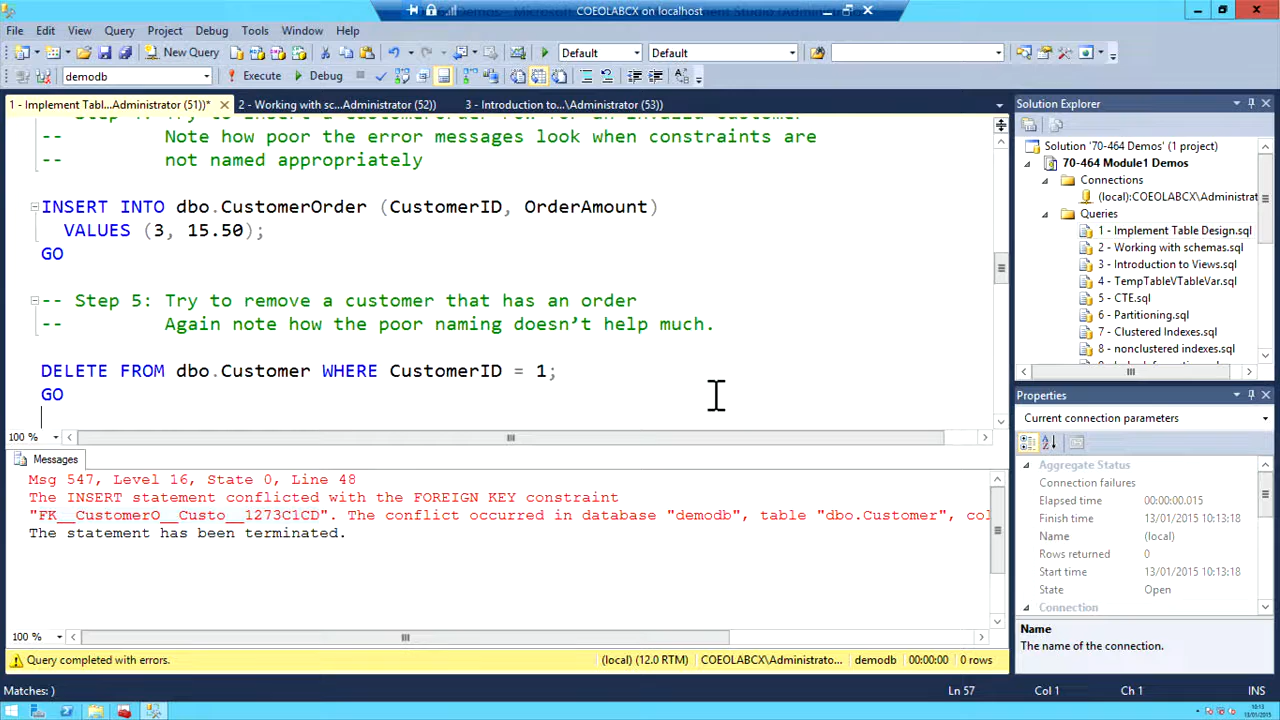 COEOLABCX on localhost
File Edit View Query Project Debug Tools Window Help
New Query Default Default
demodb Execute Debug
1 - Implement Tabl...Administrator (51))* 2 - Working with sc...Administrator (52)) 3 - Introduction to...\Administrator (53))
-- Note how poor the error messages look when constraints are
-- not named appropriately
INSERT INTO dbo.CustomerOrder (CustomerID, OrderAmount)
VALUES (3, 15.50);
GO
-- Step 5: Try to remove a customer that has an order
-- Again note how the poor naming doesn't help much.
DELETE FROM dbo.Customer WHERE CustomerID = 1;
GO
100 %
Messages
Msg 547, Level 16, State 0, Line 48
The INSERT statement conflicted with the FOREIGN KEY constraint
"FK__CustomerO__Custo__1273C1CD". The conflict occurred in database "demodb", table "dbo.Customer", col
The statement has been terminated.
100 %
Query completed with errors. (local) (12.0 RTM) COEOLABCX\Administrato... demodb 00:00:00 0 rows
Matches: ) Ln 57 Col 1 Ch 1 INS
Solution Explorer
Solution '70-464 Module1 Demos' (1 project)
70-464 Module1 Demos
Connections
(local):COEOLABCX\Administrat
Queries
1 - Implement Table Design.sql
2 - Working with schemas.sql
3 - Introduction to Views.sql
4 - TempTableVTableVar.sql
5 - CTE.sql
6 - Partitioning.sql
7 - Clustered Indexes.sql
8 - nonclustered indexes.sql
Properties
Current connection parameters
Aggregate Status
Connection failures
Elapsed time 00:00:00.015
Finish time 13/01/2015 10:13:18
Name (local)
Rows returned 0
Start time 13/01/2015 10:13:18
State Open
Connection
Name
The name of the connection.
10:13
13/01/2015